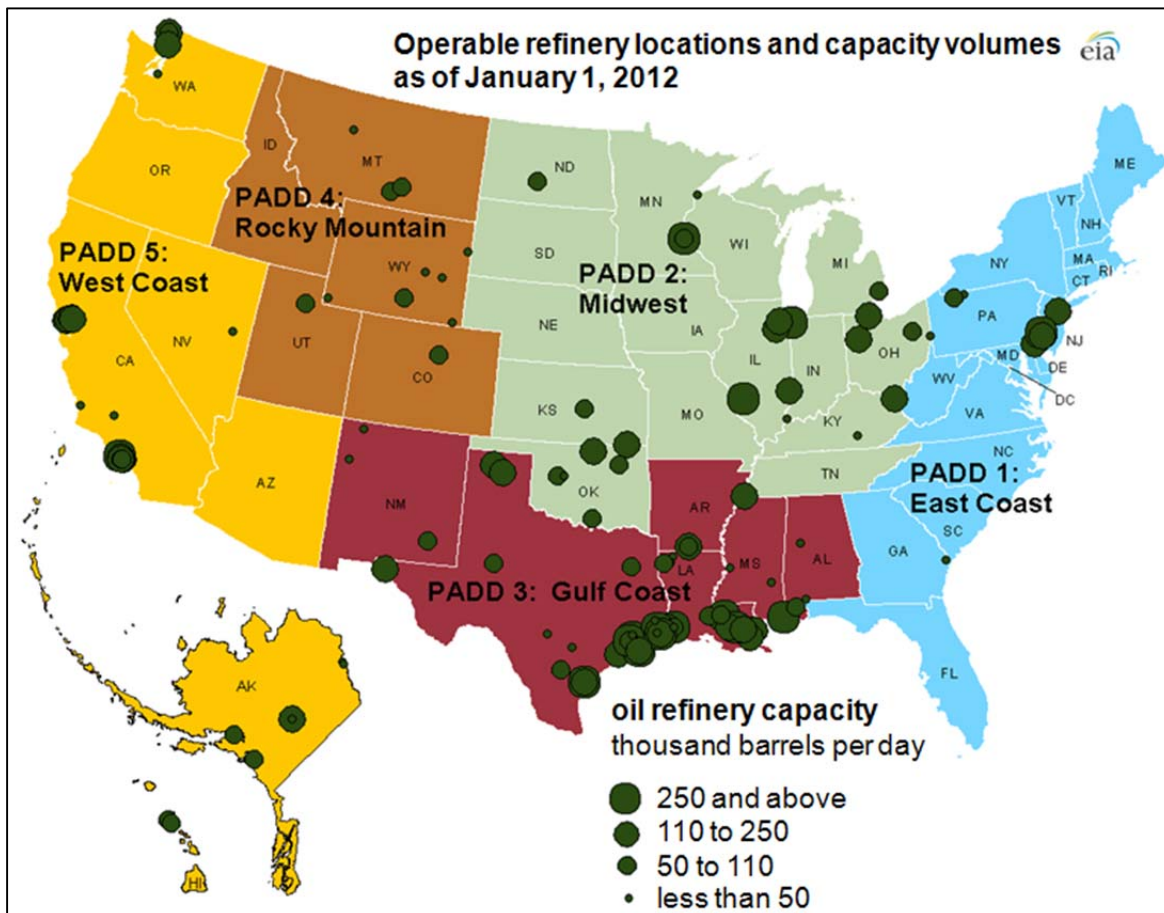 Operable refinery locations and capacity volumes
as of January 1, 2012
eia
WA
OR
CA
NV
AZ
ID
MT
WY
UT
CO
PADD 4:
Rocky Mountain
PADD 5:
West Coast
ND
SD
NE
KS
OK
MN
IA
MO
WI
IL
IN
MI
OH
KY
TN
PADD 2:
Midwest
ME
VT
NH
MA
RI
CT
NY
PA
NJ
DE
MD
DC
WV
VA
NC
SC
GA
FL
PADD 1:
East Coast
NM
AR
LA
MS
AL
PADD 3: Gulf Coast
AK
HI
oil refinery capacity
thousand barrels per day
250 and above
110 to 250
50 to 110
less than 50